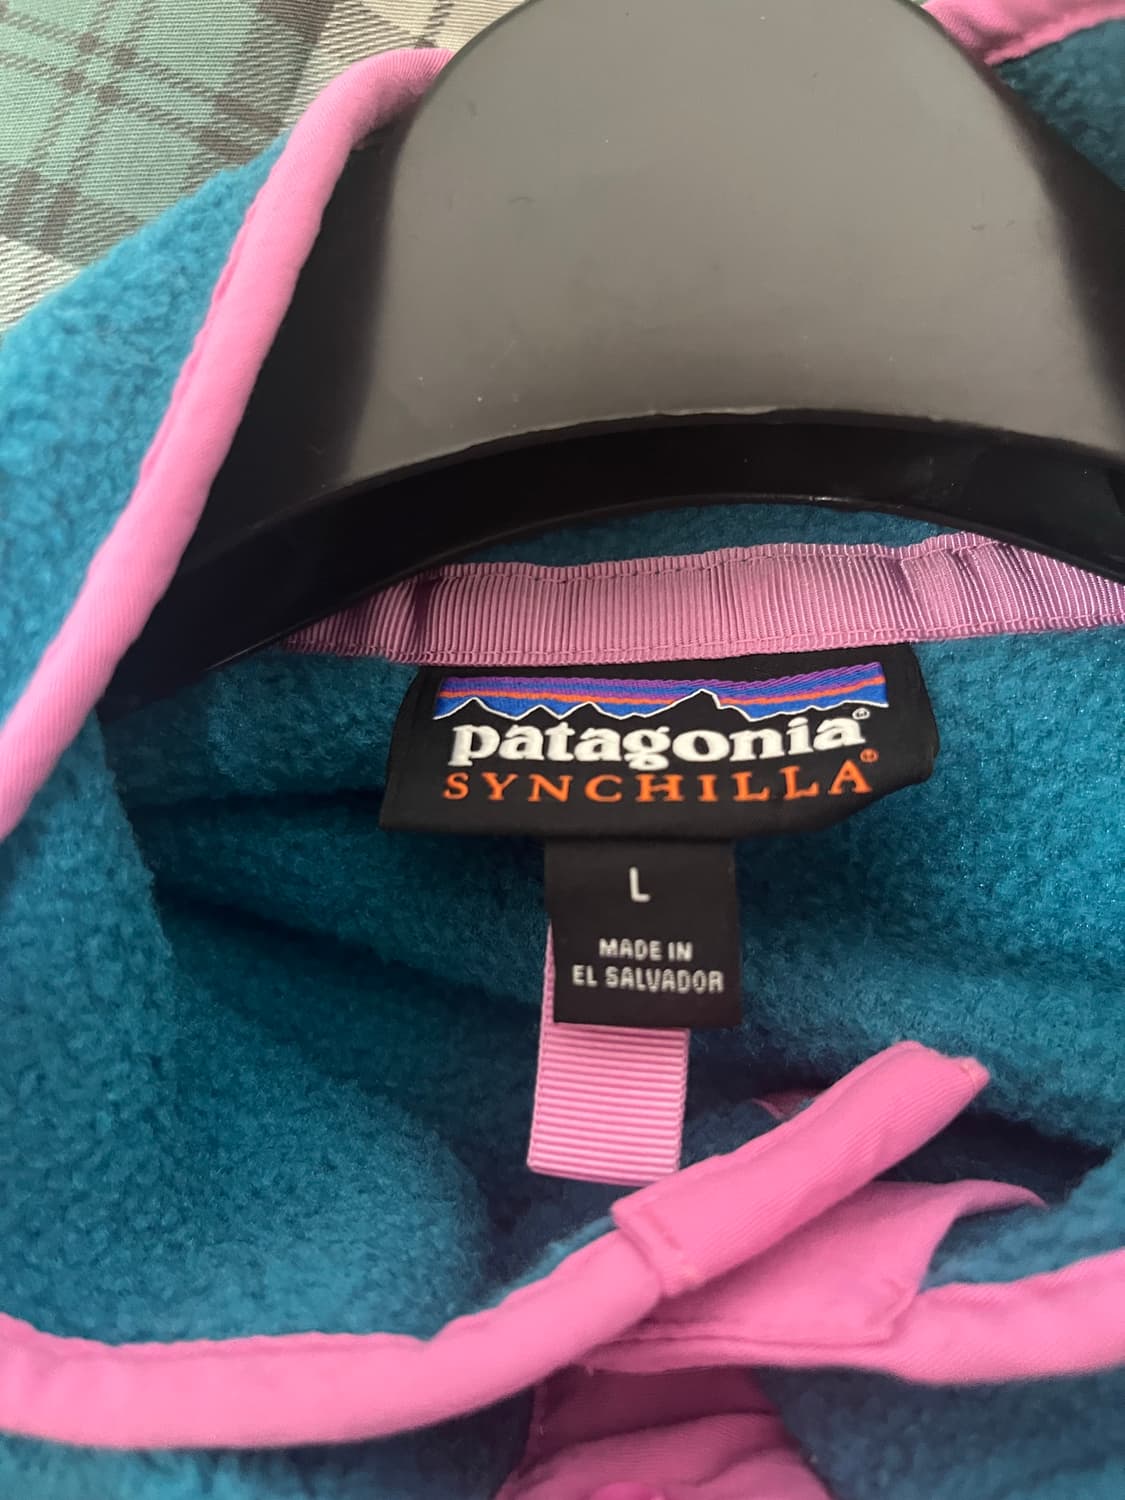 patagonia®
SYNCHILLA®
L
MADE IN
EL SALVADOR